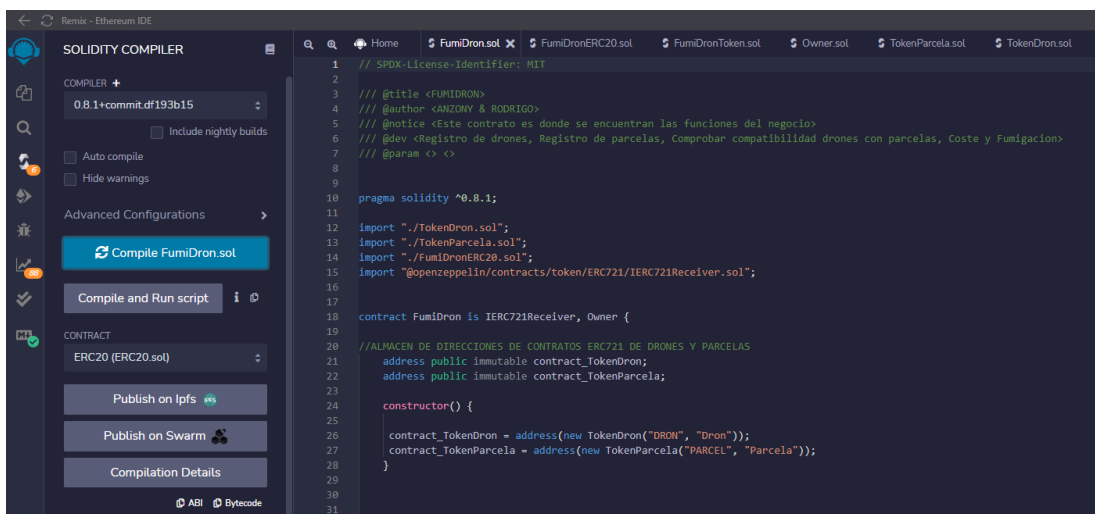 Remix - Ethereum IDE
SOLIDITY COMPILER
COMPILER +
0.8.1+commit.df193b15
Include nightly builds
Auto compile
Hide warnings
Advanced Configurations
Compile FumiDron.sol
Compile and Run script
i
CONTRACT
ERC20 (ERC20.sol)
Publish on Ipfs
Publish on Swarm
Compilation Details
ABI Bytecode
6
Home FumiDron.sol FumiDronERC20.sol FumiDronToken.sol Owner.sol TokenParcela.sol TokenDron.sol
1 // SPDX-License-Identifier: MIT
2
3 /// @title <FUMIDRON>
4 /// @author <ANZONY & RODRIGO>
5 /// @notice <Este contrato es donde se encuentran las funciones del negocio>
6 /// @dev <Registro de drones, Registro de parcelas, Comprobar compatibilidad drones con parcelas, Coste y Fumigacion>
7 /// @param <> <>
8
9
10 pragma solidity ^0.8.1;
11
12 import "./TokenDron.sol";
13 import "./TokenParcela.sol";
14 import "./FumiDronERC20.sol";
15 import "@openzeppelin/contracts/token/ERC721/IERC721Receiver.sol";
16
17
18 contract FumiDron is IERC721Receiver, Owner {
19
20 //ALMACEN DE DIRECCIONES DE CONTRATOS ERC721 DE DRONES Y PARCELAS
21 address public immutable contract_TokenDron;
22 address public immutable contract_TokenParcela;
23
24 constructor() {
25
26 contract_TokenDron = address(new TokenDron("DRON", "Dron"));
27 contract_TokenParcela = address(new TokenParcela("PARCEL", "Parcela"));
28 }
29
30
31